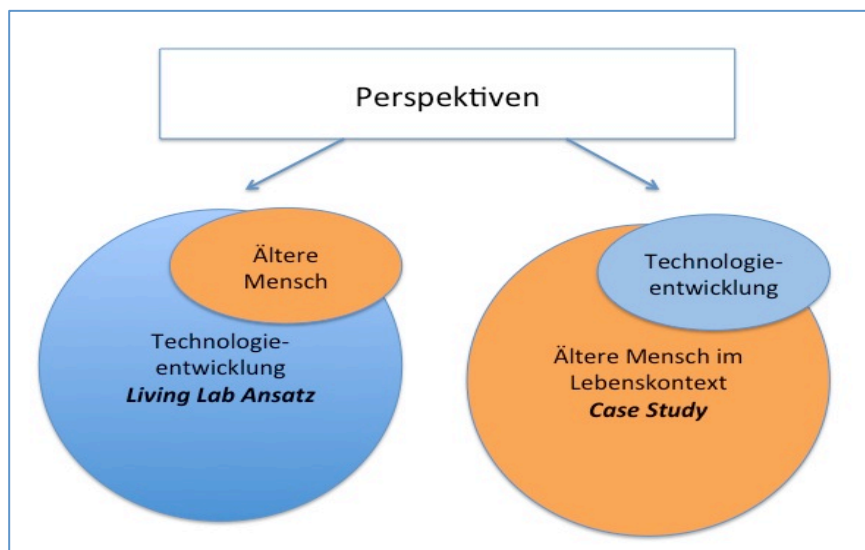 Perspektiven
Ältere
Mensch
Technologie-
entwicklung
Living Lab Ansatz
Technologie-
entwicklung
Ältere Mensch im
Lebenskontext
Case Study